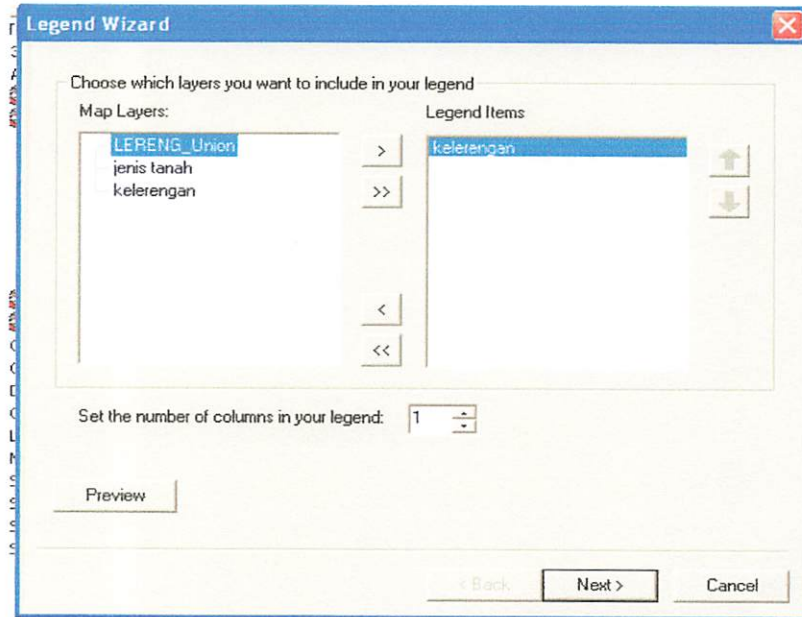 Legend Wizard
Choose which layers you want to include in your legend
Map Layers:
Legend Items
LERENG_Union
jenis tanah
kelerengan
>
>>
<
<<
kelerengan
Set the number of columns in your legend: 1
Preview
< Back
Next >
Cancel